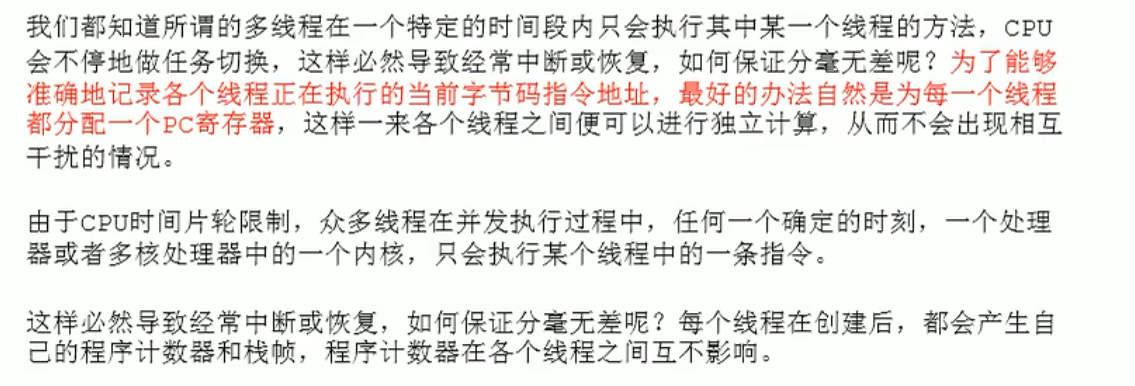 我们都知道所谓的多线程在一个特定的时间段内只会执行其中某一个线程的方法，CPU
会不停地做任务切换，这样必然导致经常中断或恢复，如何保证分毫无差呢？为了能够
准确地记录各个线程正在执行的当前字节码指令地址，最好的办法自然是为每一个线程
都分配一个PC寄存器，这样一来各个线程之间便可以进行独立计算，从而不会出现相互
干扰的情况。
由于CPU时间片轮限制，众多线程在并发执行过程中，任何一个确定的时刻，一个处理
器或者多核处理器中的一个内核，只会执行某个线程中的一条指令。
这样必然导致经常中断或恢复，如何保证分毫无差呢？每个线程在创建后，都会产生自
己的程序计数器和栈帧，程序计数器在各个线程之间互不影响。